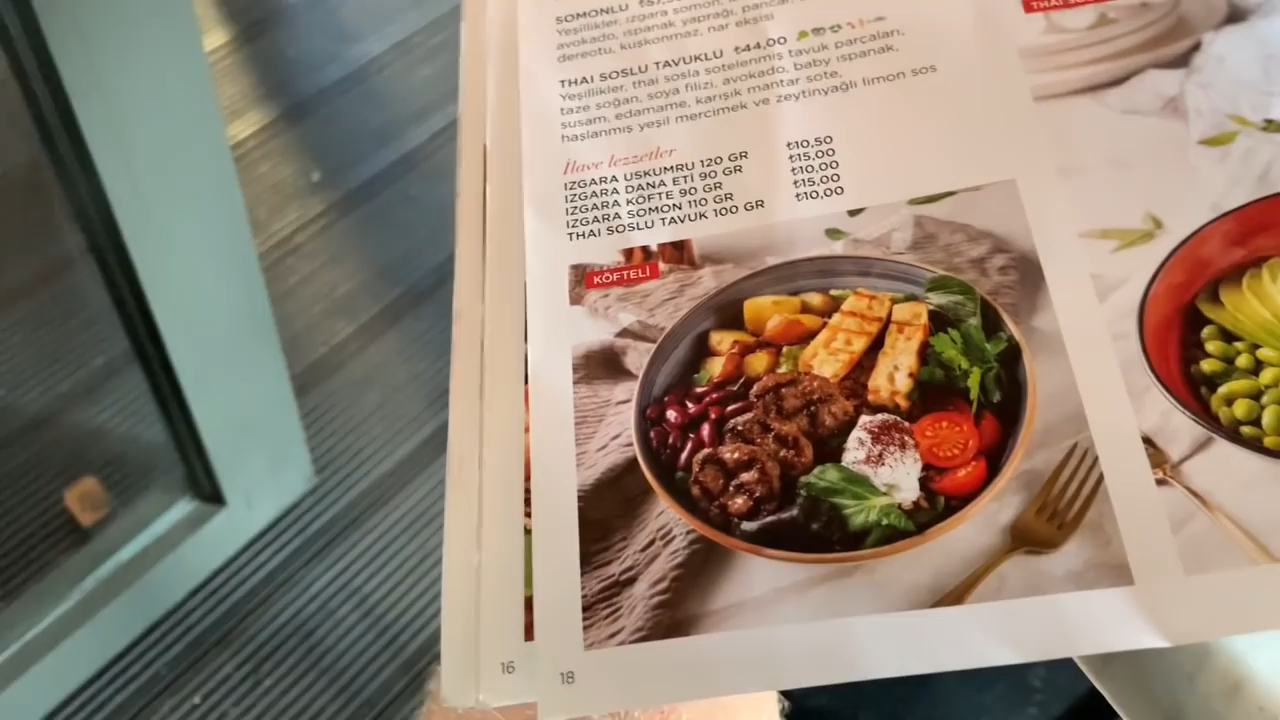 SOMONLU
Yeşillikler, ızgara somon,
avokado, ıspanak yaprağı, pancar,
dereotu, kuşkonmaz, nar ekşisi
THAI SOSLU TAVUKLU ₺44,00
Yeşillikler, thai sosla sotelenmiş tavuk parçaları,
taze soğan, soya filizi, avokado, baby ıspanak,
susam, edamame, karışık mantar sote,
haşlanmış yeşil mercimek ve zeytinyağlı limon sos
İlave lezzetler
IZGARA USKUMRU 120 GR ₺10,50
IZGARA DANA ETİ 90 GR ₺15,00
IZGARA KÖFTE 90 GR ₺10,00
IZGARA SOMON 110 GR ₺15,00
THAI SOSLU TAVUK 100 GR ₺10,00
KÖFTELİ
16
18